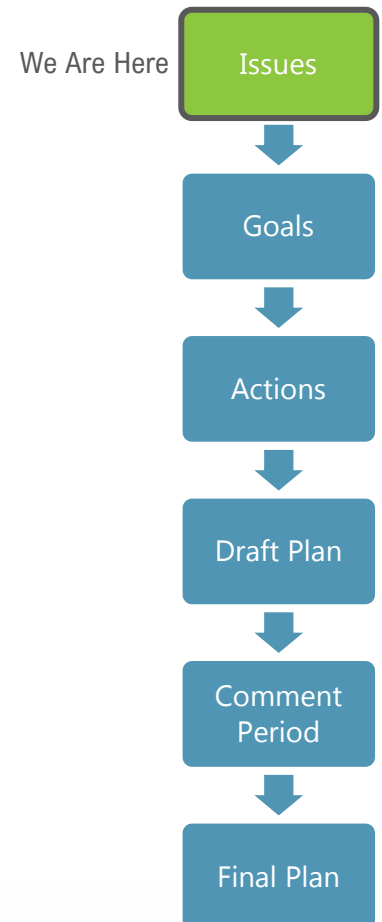 We Are Here
Issues
Goals
Actions
Draft Plan
Comment
Period
Final Plan